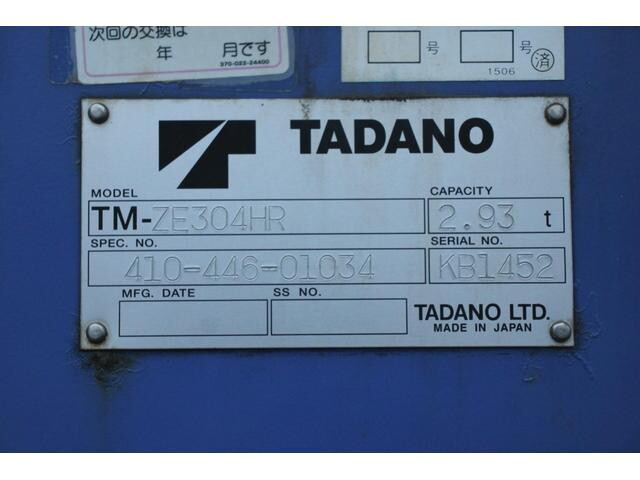 次回の交換は
年 月です
370-033-24400
号 号 済
1506
TADANO
MODEL CAPACITY
TM-ZE304HR 2.93 t
SPEC. NO. SERIAL NO.
410-446-01034 KB1452
MFG. DATE SS NO.
TADANO LTD.
MADE IN JAPAN